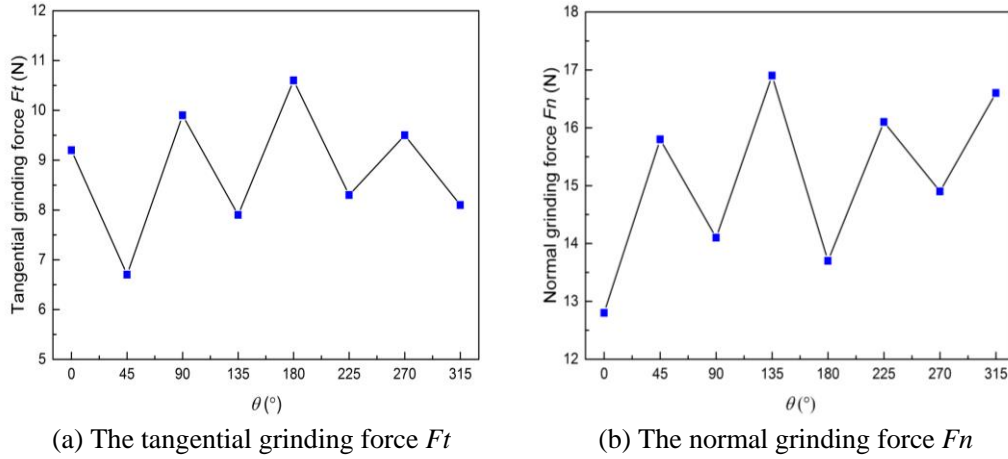 12
11
10
9
8
7
6
5
Tangential grinding force Ft (N)
0 45 90 135 180 225 270 315
θ (°)
(a) The tangential grinding force Ft
18
17
16
15
14
13
12
Normal grinding force Fn (N)
0 45 90 135 180 225 270 315
θ (°)
(b) The normal grinding force Fn